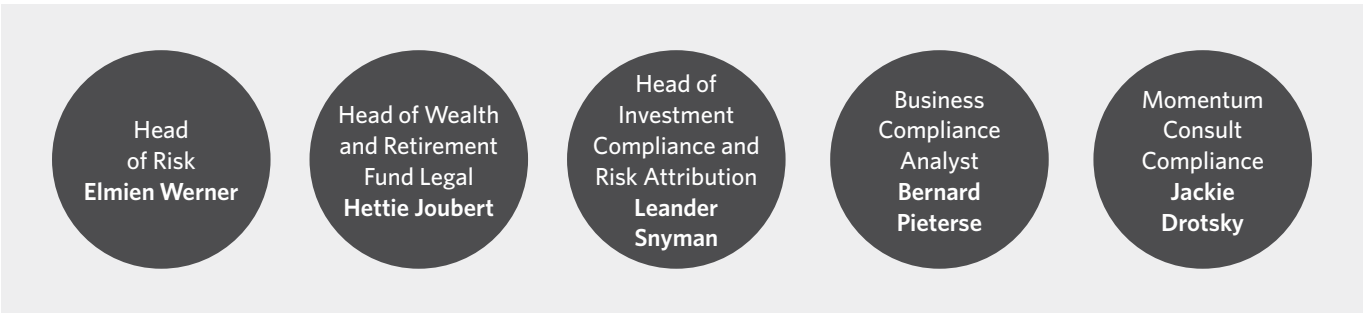 Head
of Risk
Elmien Werner
Head of Wealth
and Retirement
Fund Legal
Hettie Joubert
Head of
Investment
Compliance and
Risk Attribution
Leander
Snyman
Business
Compliance
Analyst
Bernard
Pieterse
Momentum
Consult
Compliance
Jackie
Drotsky